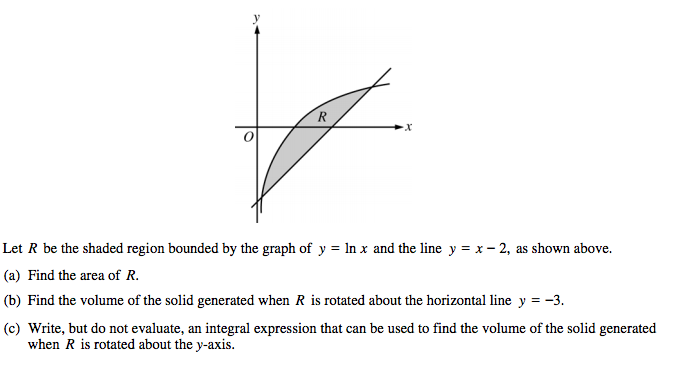 y
R
x
O
Let R be the shaded region bounded by the graph of y = ln x and the line y = x − 2, as shown above.
(a) Find the area of R.
(b) Find the volume of the solid generated when R is rotated about the horizontal line y = −3.
(c) Write, but do not evaluate, an integral expression that can be used to find the volume of the solid generated
when R is rotated about the y-axis.